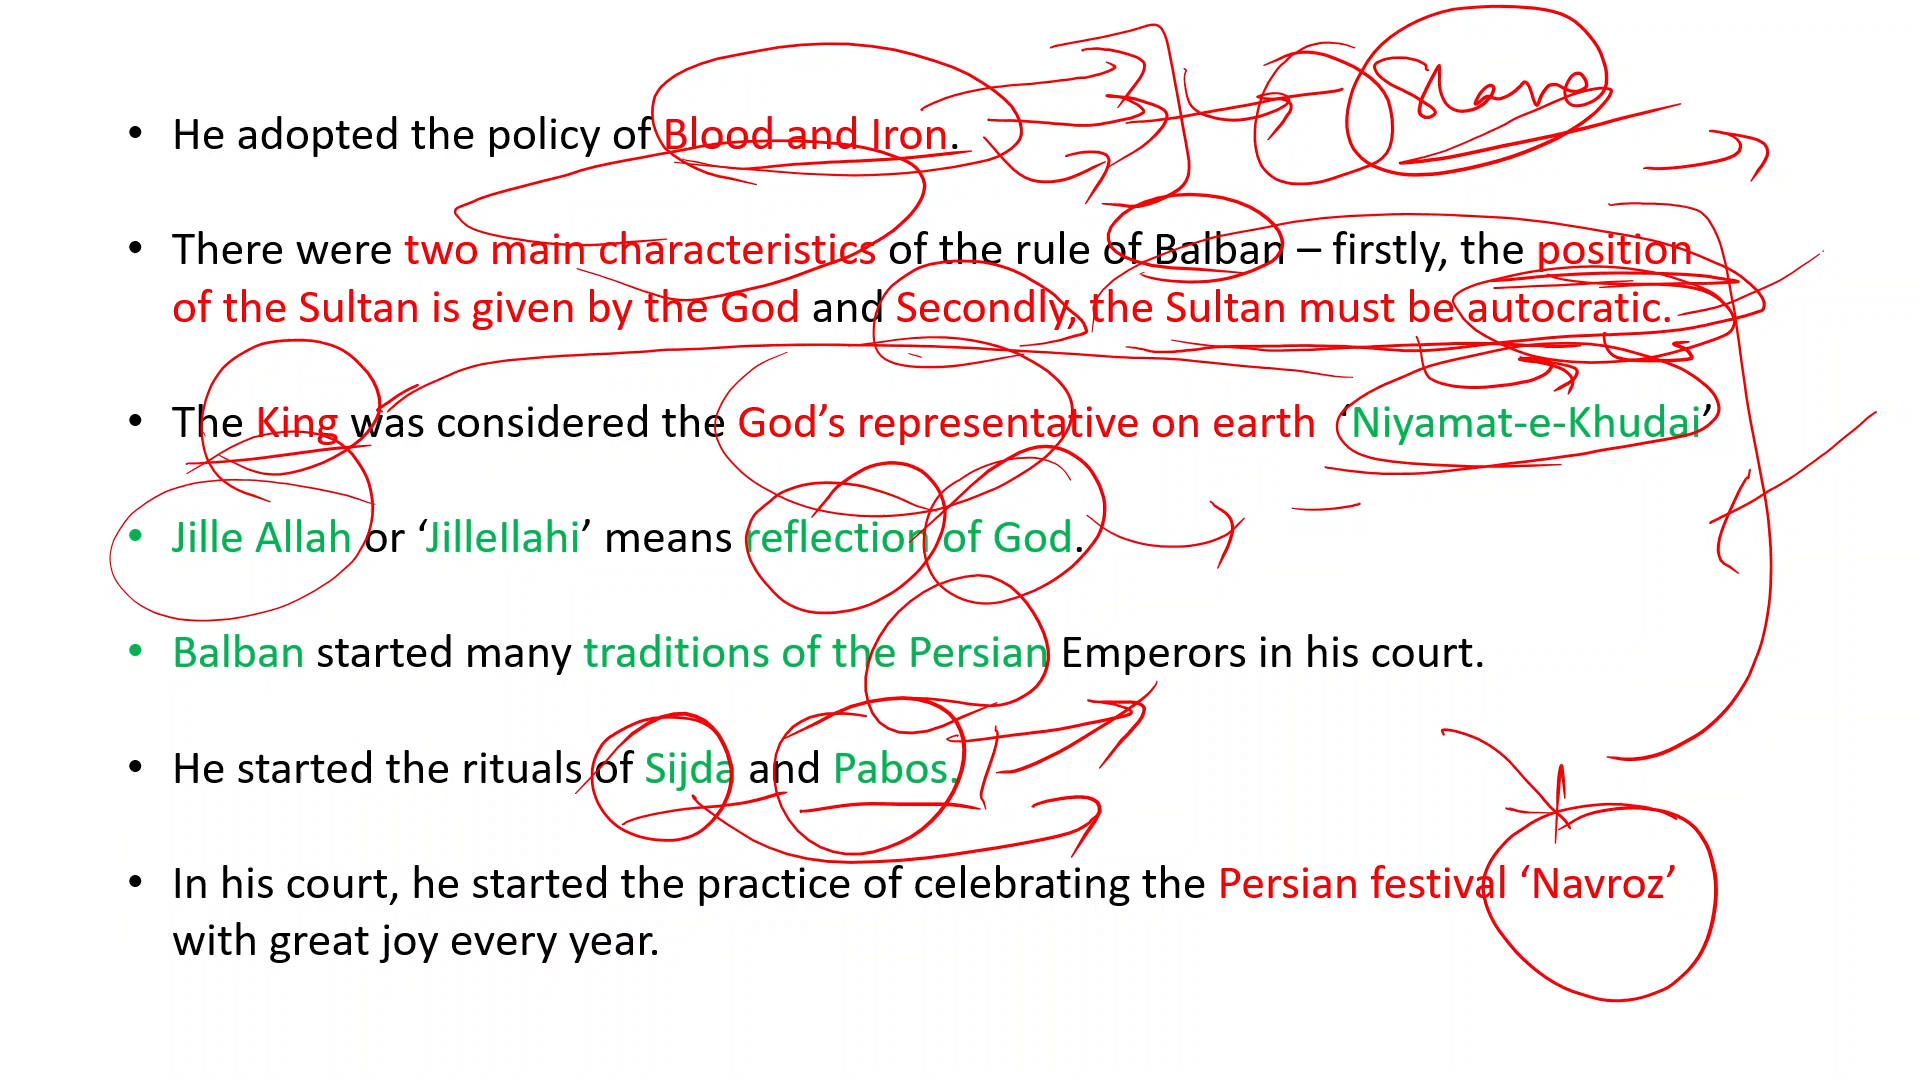 Slave
• He adopted the policy of Blood and Iron.
• There were two main characteristics of the rule of Balban – firstly, the position
of the Sultan is given by the God and Secondly, the Sultan must be autocratic.
• The King was considered the God’s representative on earth ‘Niyamat-e-Khudai’
• Jille Allah or ‘JilleIlahi’ means reflection of God.
• Balban started many traditions of the Persian Emperors in his court.
• He started the rituals of Sijda and Pabos.
• In his court, he started the practice of celebrating the Persian festival ‘Navroz’
with great joy every year.